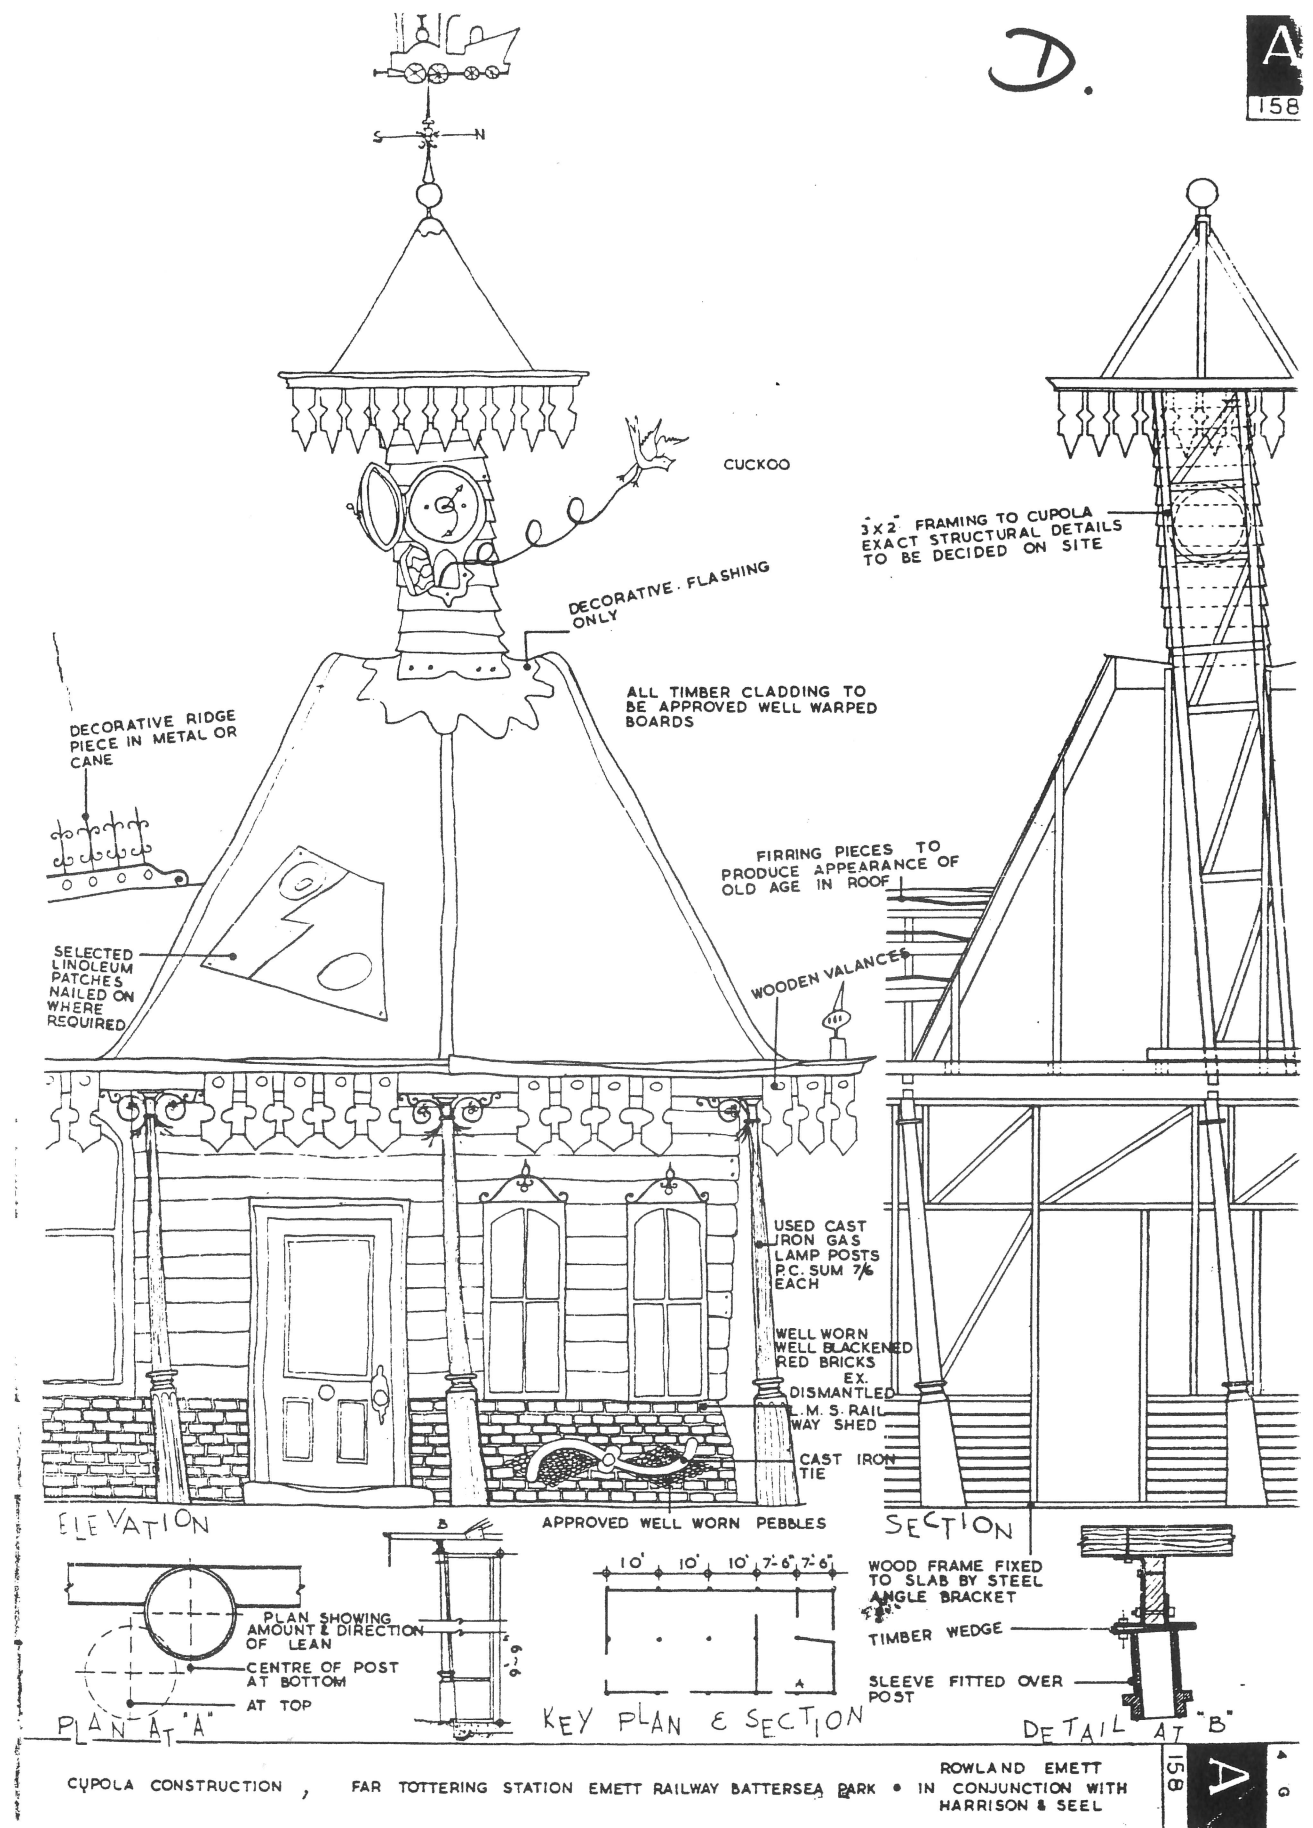 D.
A
158
S N
CUCKOO
3"X2" FRAMING TO CUPOLA
EXACT STRUCTURAL DETAILS
TO BE DECIDED ON SITE
DECORATIVE. FLASHING
ONLY
ALL TIMBER CLADDING TO
BE APPROVED WELL WARPED
BOARDS
DECORATIVE RIDGE
PIECE IN METAL OR
CANE
FIRRING PIECES TO
PRODUCE APPEARANCE OF
OLD AGE IN ROOF
SELECTED
LINOLEUM
PATCHES
NAILED ON
WHERE
REQUIRED
WOODEN VALANCES
USED CAST
IRON GAS
LAMP POSTS
P.C. SUM 7/6
EACH
WELL WORN
WELL BLACKENED
RED BRICKS
EX.
DISMANTLED
L.M.S. RAIL
WAY SHED
CAST IRON
TIE
ELEVATION
APPROVED WELL WORN PEBBLES
SECTION
B
10' 10' 10' 7'-6" 7'-6"
WOOD FRAME FIXED
TO SLAB BY STEEL
ANGLE BRACKET
PLAN SHOWING
AMOUNT & DIRECTION
OF LEAN
TIMBER WEDGE
CENTRE OF POST
AT BOTTOM
9'-6"
SLEEVE FITTED OVER
POST
A
AT TOP
PLAN AT "A"
KEY PLAN & SECTION
DETAIL AT "B"
CUPOLA CONSTRUCTION , FAR TOTTERING STATION EMETT RAILWAY BATTERSEA PARK •
ROWLAND EMETT
IN CONJUNCTION WITH
HARRISON & SEEL
158
A
4 G